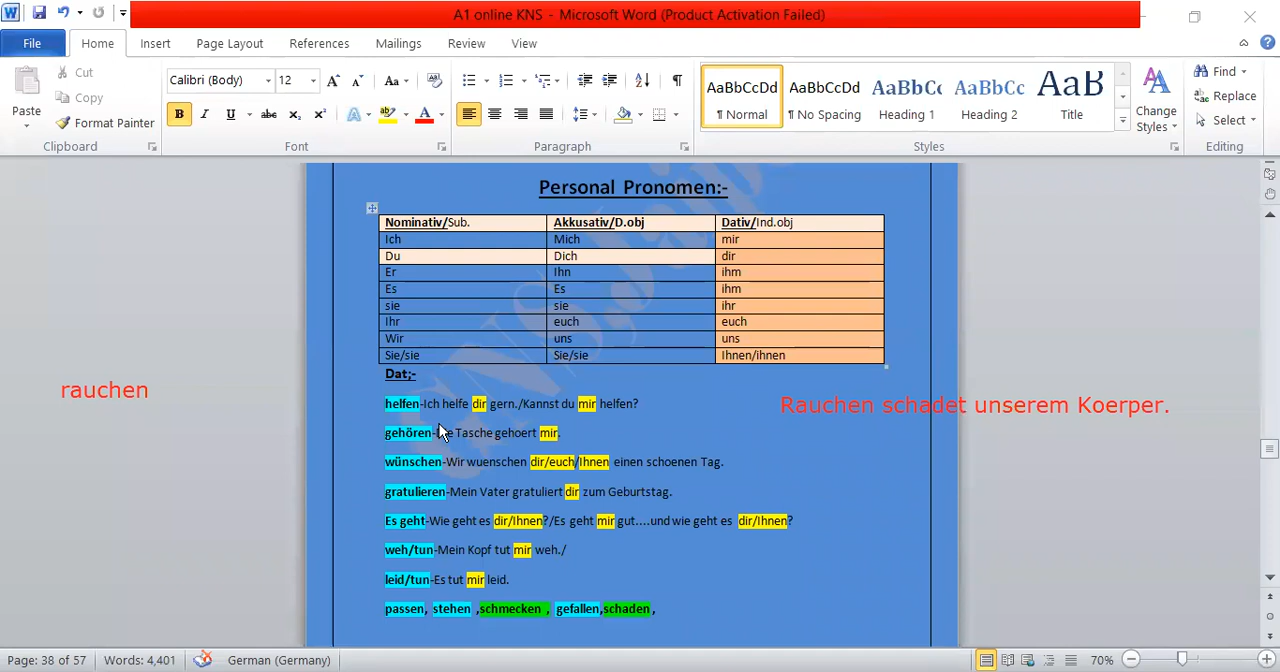 A1 online KNS - Microsoft Word (Product Activation Failed)
File Home Insert Page Layout References Mailings Review View
Paste
Cut
Copy
Format Painter
Clipboard
Calibri (Body) 12
Font
Paragraph
AaBbCcDd AaBbCcDd AaBbCc AaBbCc AaB
¶ Normal ¶ No Spacing Heading 1 Heading 2 Title
Styles
Change Styles
Find
Replace
Select
Editing
Personal Pronomen:-
Nominativ/Sub. Akkusativ/D.obj Dativ/Ind.obj
Ich Mich mir
Du Dich dir
Er Ihn ihm
Es Es ihm
sie sie ihr
Ihr euch euch
Wir uns uns
Sie/sie Sie/sie Ihnen/ihnen
Dat;-
rauchen
Rauchen schadet unserem Koerper.
helfen-Ich helfe dir gern./Kannst du mir helfen?
gehören- Tasche gehoert mir.
wünschen-Wir wuenschen dir/euch/Ihnen einen schoenen Tag.
gratulieren-Mein Vater gratuliert dir zum Geburtstag.
Es geht-Wie geht es dir/Ihnen?/Es geht mir gut....und wie geht es dir/Ihnen?
weh/tun-Mein Kopf tut mir weh./
leid/tun-Es tut mir leid.
passen, stehen ,schmecken , gefallen,schaden,
Page: 38 of 57 Words: 4,401 German (Germany) 70%